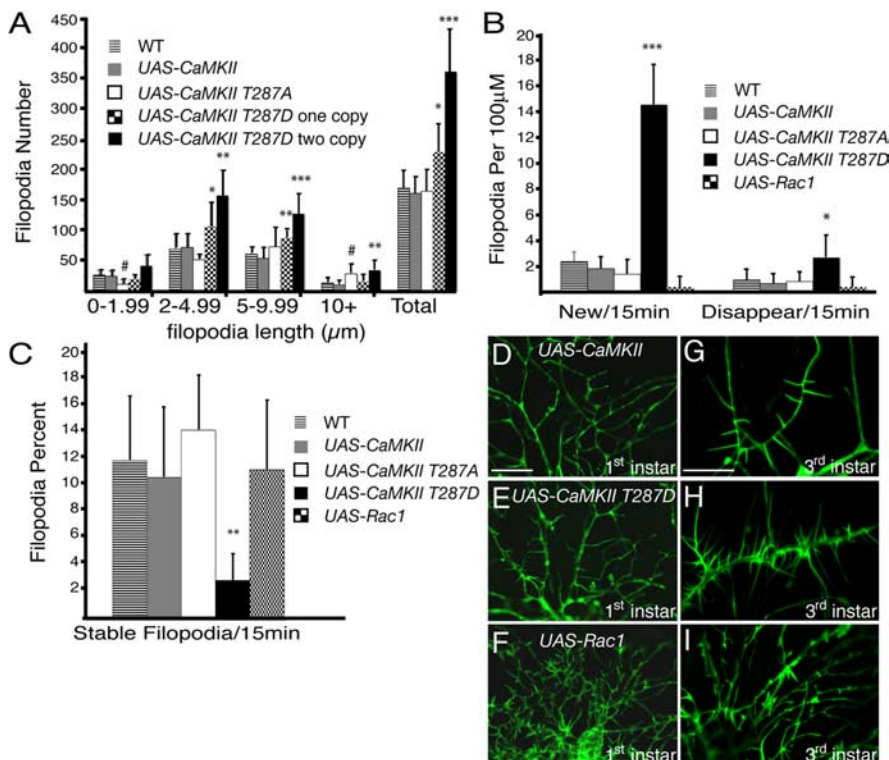 A
450
400
350
300
250
200
150
100
50
Filopodia Number
WT
UAS-CaMKII
UAS-CaMKII T287A
UAS-CaMKII T287D one copy
UAS-CaMKII T287D two copy
#
*
**
**
***
#
**
*
***
0-1.99 2-4.99 5-9.99 10+ Total
filopodia length (µm)
B
18
16
14
12
10
8
6
4
2
Filopodia Per 100µM
***
*
WT
UAS-CaMKII
UAS-CaMKII T287A
UAS-CaMKII T287D
UAS-Rac1
New/15min Disappear/15min
C
20
18
16
14
12
10
8
6
4
2
Filopodia Percent
**
WT
UAS-CaMKII
UAS-CaMKII T287A
UAS-CaMKII T287D
UAS-Rac1
Stable Filopodia/15min
D UAS-CaMKII
1st instar
G
3rd instar
E UAS-CaMKII T287D
1st instar
H
3rd instar
F UAS-Rac1
1st instar
I
3rd instar